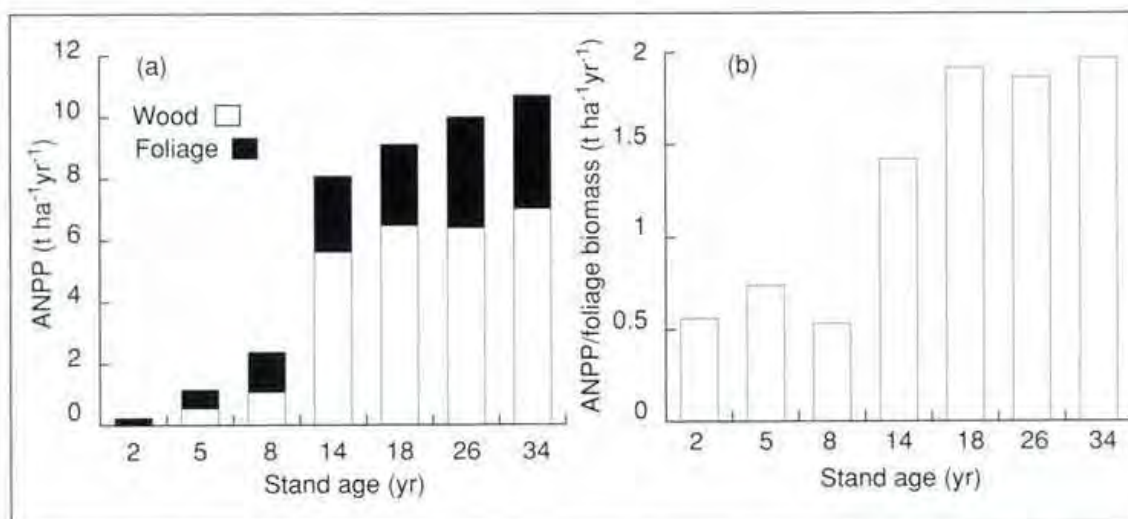 (a)
Wood
Foliage
ANPP (t ha⁻¹yr⁻¹)
12
10
8
6
4
2
0
2 5 8 14 18 26 34
Stand age (yr)
(b)
ANPP/foliage biomass (t ha⁻¹yr⁻¹)
2
1.5
1
0.5
0
2 5 8 14 18 26 34
Stand age (yr)